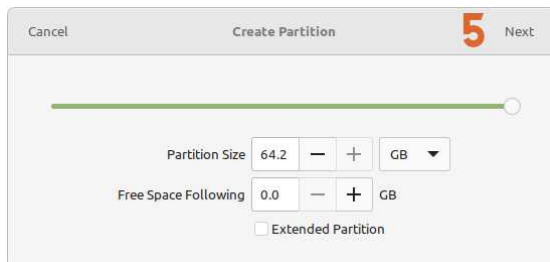 Cancel Create Partition 5 Next
Partition Size 64.2 — + GB
Free Space Following 0.0 — + GB
Extended Partition